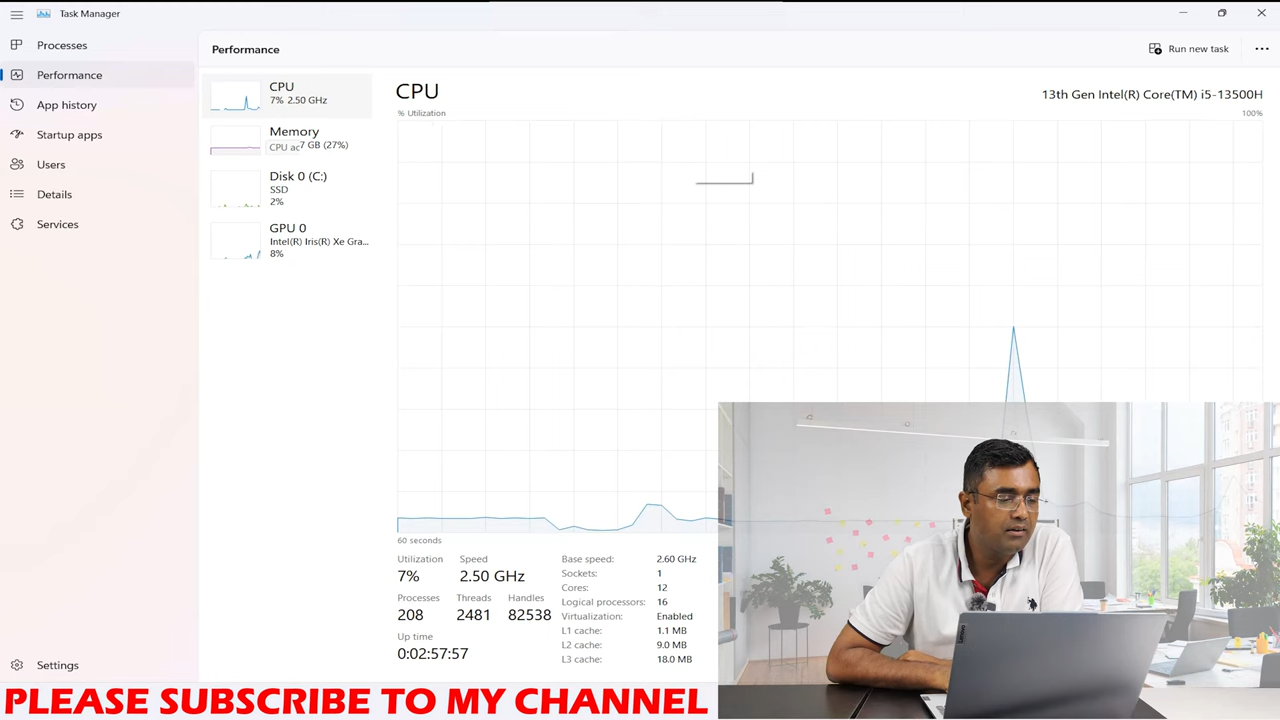 Task Manager
Processes
Performance
App history
Startup apps
Users
Details
Services
Settings
Performance
Run new task
CPU
7% 2.50 GHz
Memory
CPU ac 7 GB (27%)
Disk 0 (C:)
SSD
2%
GPU 0
Intel(R) Iris(R) Xe Gra...
8%
CPU
13th Gen Intel(R) Core(TM) i5-13500H
% Utilization
100%
60 seconds
Utilization
7%
Speed
2.50 GHz
Processes
208
Threads
2481
Handles
82538
Up time
0:02:57:57
Base speed: 2.60 GHz
Sockets: 1
Cores: 12
Logical processors: 16
Virtualization: Enabled
L1 cache: 1.1 MB
L2 cache: 9.0 MB
L3 cache: 18.0 MB
Lenovo
PLEASE SUBSCRIBE TO MY CHANNEL